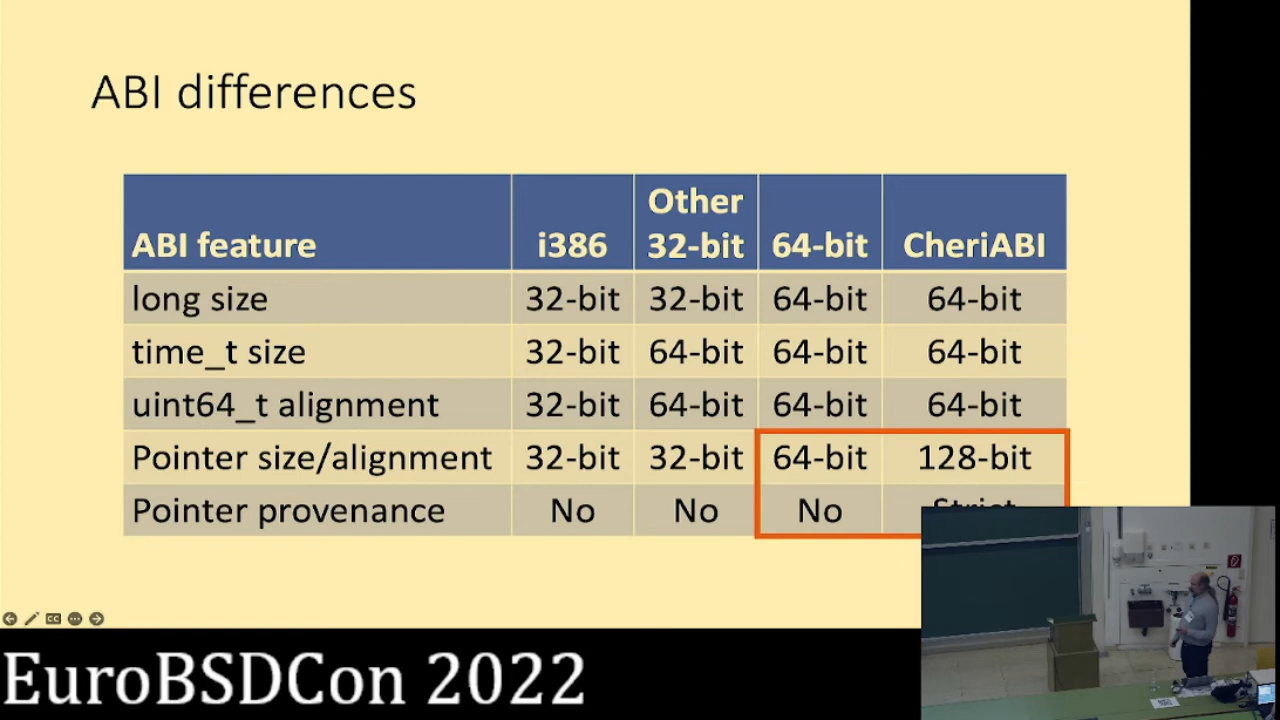 ABI differences
ABI feature i386 Other 32-bit 64-bit CheriABI
long size 32-bit 32-bit 64-bit 64-bit
time_t size 32-bit 64-bit 64-bit 64-bit
uint64_t alignment 32-bit 64-bit 64-bit 64-bit
Pointer size/alignment 32-bit 32-bit 64-bit 128-bit
Pointer provenance No No No Strict
EuroBSDCon 2022